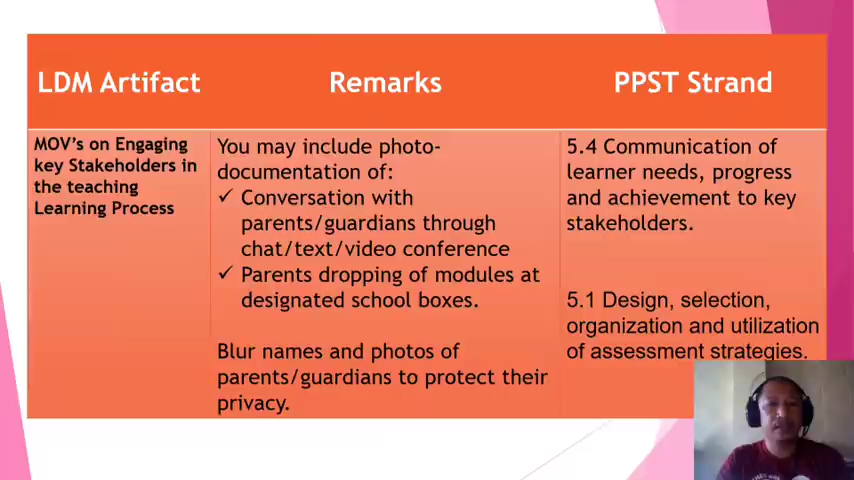 LDM Artifact
Remarks
PPST Strand
MOV's on Engaging
key Stakeholders in
the teaching
Learning Process
You may include photo-
documentation of:
✓ Conversation with
parents/guardians through
chat/text/video conference
✓ Parents dropping of modules at
designated school boxes.
Blur names and photos of
parents/guardians to protect their
privacy.
5.4 Communication of
learner needs, progress
and achievement to key
stakeholders.
5.1 Design, selection,
organization and utilization
of assessment strategies.